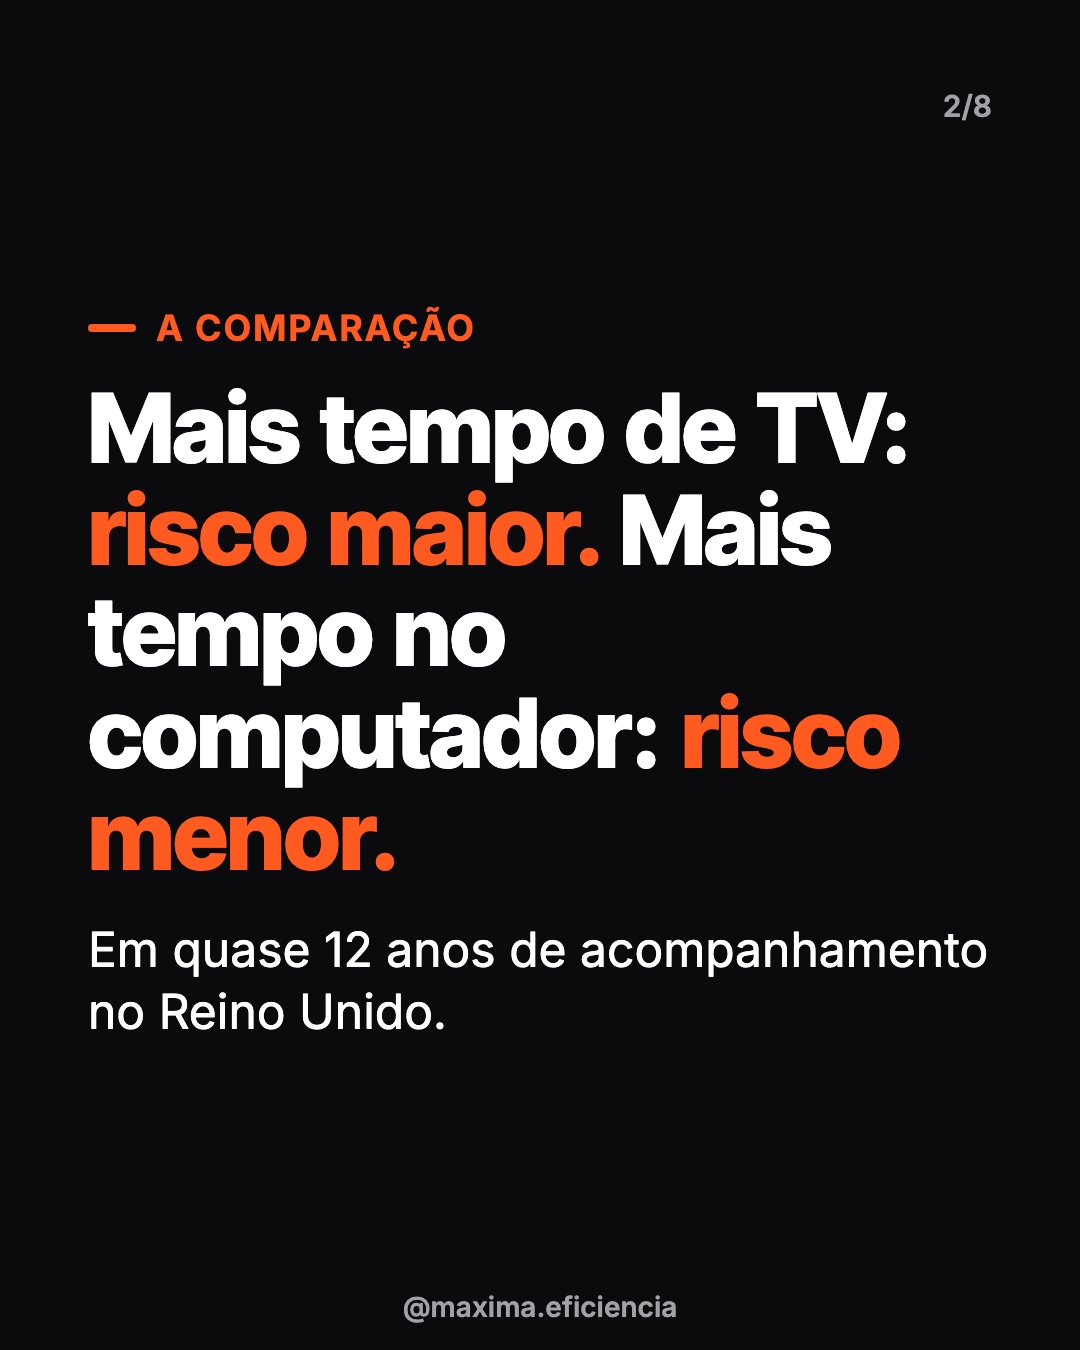 2/8
A COMPARAÇÃO
Mais tempo de TV:
risco maior. Mais
tempo no
computador: risco
menor.
Em quase 12 anos de acompanhamento
no Reino Unido.
@maxima.eficiencia